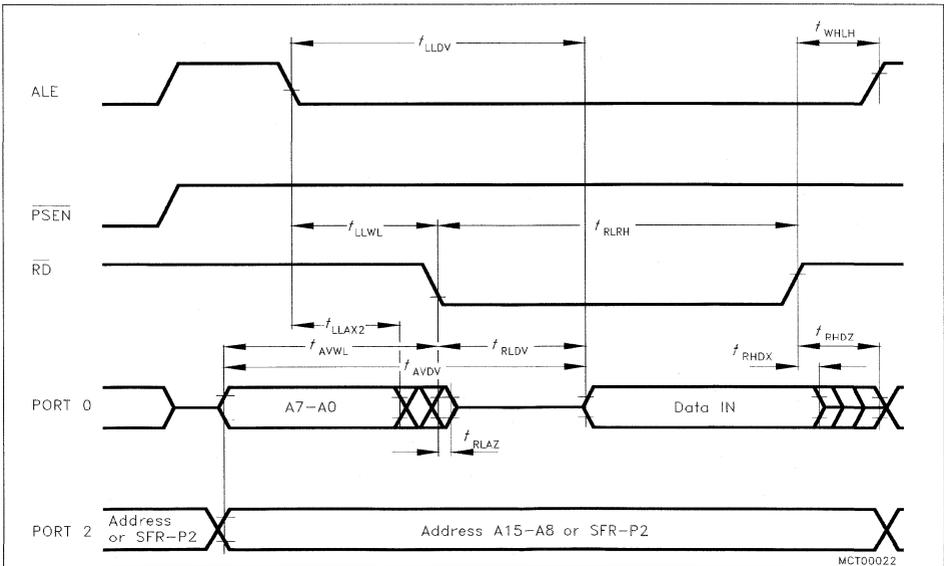 t LLDV
t WHLH
ALE
PSEN
t LLWL
t RLRH
RD
t LLAX2
t AVWL
t RLDV
t AVDV
t RHDX
t RHDZ
PORT 0
A7-A0
Data IN
t RLAZ
PORT 2
Address
or SFR-P2
Address A15-A8 or SFR-P2
MCT00022